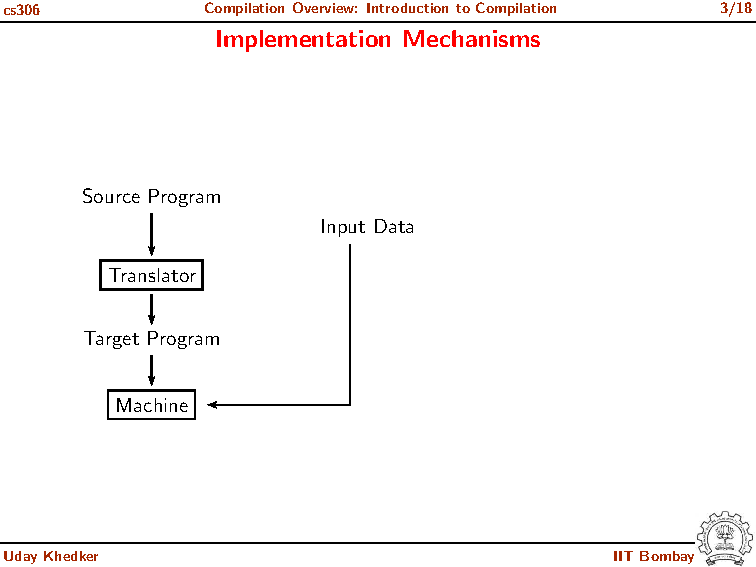 cs306
Compilation Overview: Introduction to Compilation
3/18
Implementation Mechanisms
Source Program
Input Data
Translator
Target Program
Machine
Uday Khedker
IIT Bombay